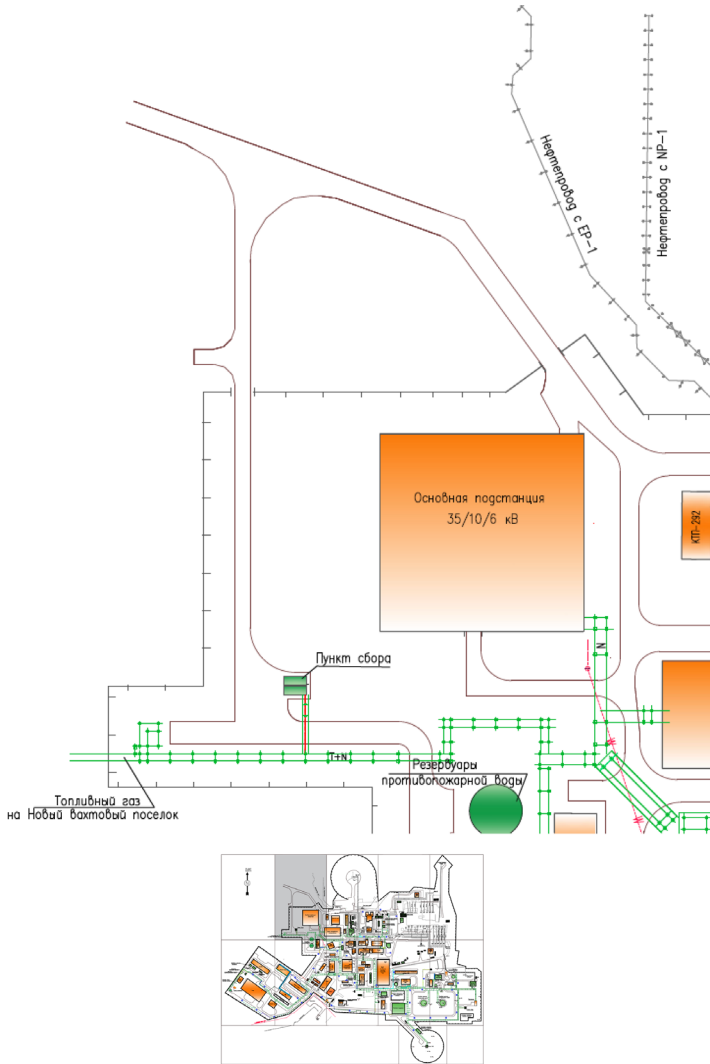 Нефтепровод с EP-1
Нефтепровод с NP-1
Основная подстанция
35/10/6 кВ
КТП-292
N
Пункт сбора
T+N
Резервуары
противопожарной воды
Топливный газ
на Новый вахтовый поселок